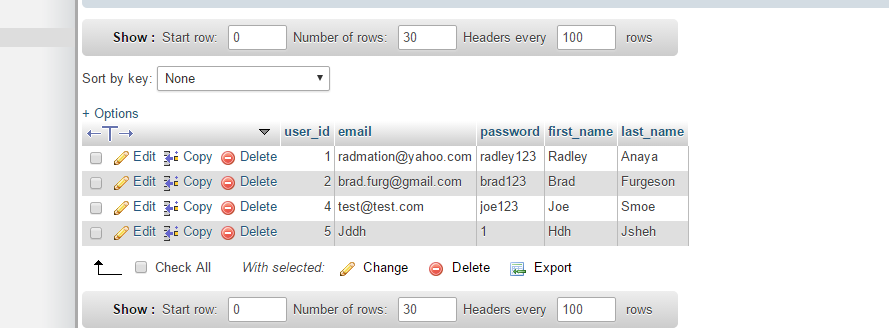 Show : Start row: 0 Number of rows: 30 Headers every 100 rows
Sort by key: None
+ Options
user_id email password first_name last_name
Edit Copy Delete 1 radmation@yahoo.com radley123 Radley Anaya
Edit Copy Delete 2 brad.furg@gmail.com brad123 Brad Furgeson
Edit Copy Delete 4 test@test.com joe123 Joe Smoe
Edit Copy Delete 5 Jddh 1 Hdh Jsheh
Check All With selected: Change Delete Export
Show : Start row: 0 Number of rows: 30 Headers every 100 rows